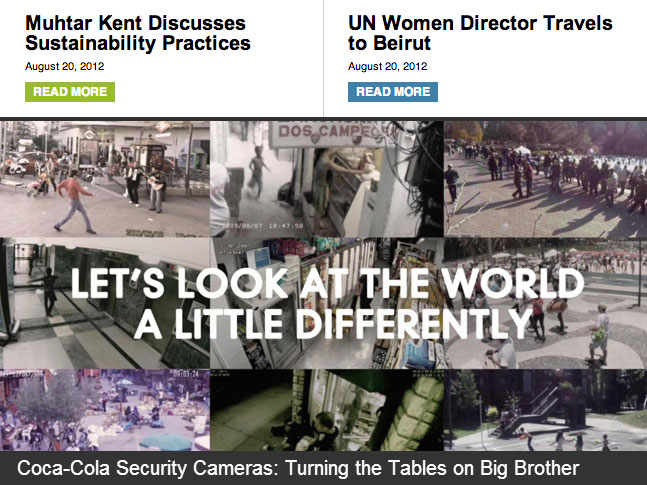 Muhtar Kent Discusses
Sustainability Practices
August 20, 2012
READ MORE
UN Women Director Travels
to Beirut
August 20, 2012
READ MORE
DOS CAMPEO
LET'S LOOK AT THE WORLD
A LITTLE DIFFERENTLY
Coca-Cola Security Cameras: Turning the Tables on Big Brother